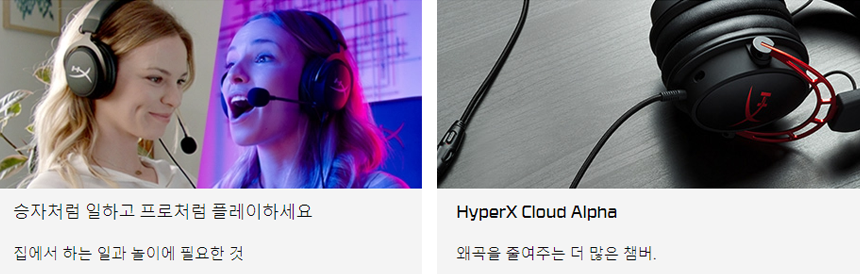 승자처럼 일하고 프로처럼 플레이하세요
집에서 하는 일과 놀이에 필요한 것
HyperX Cloud Alpha
왜곡을 줄여주는 더 많은 챔버.